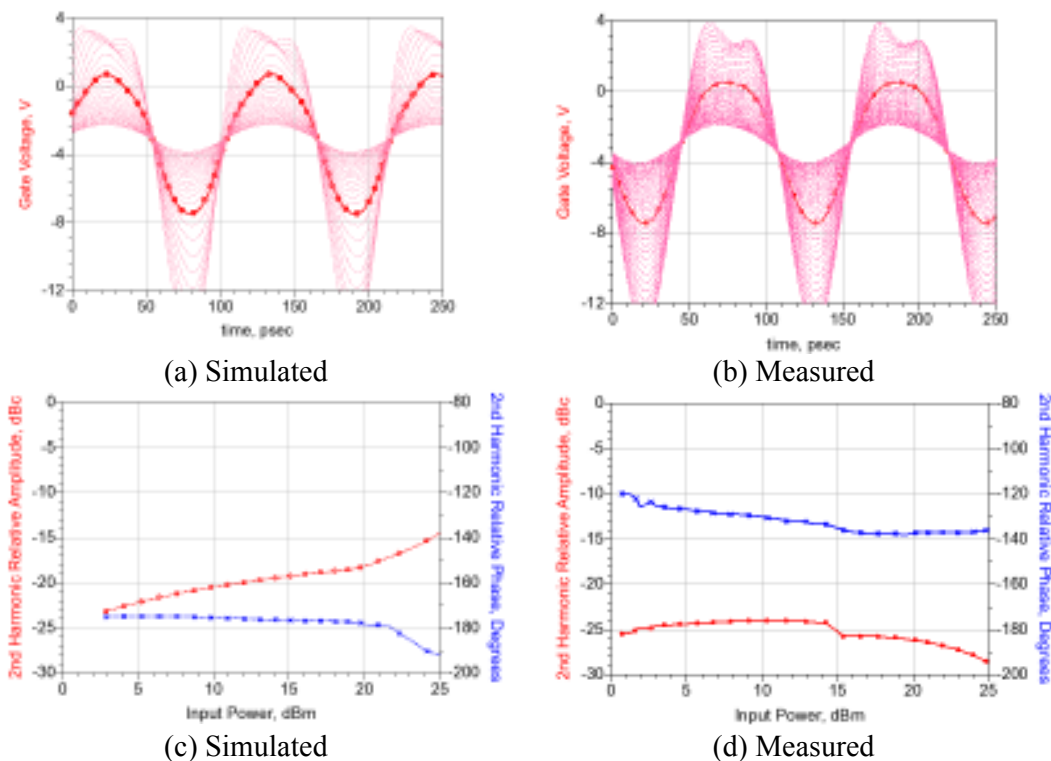 4
0
-4
-8
-12
Gate Voltage, V
0 50 100 150 200 250
time, psec
(a) Simulated
4
0
-4
-8
-12
Gate Voltage, V
0 50 100 150 200 250
time, psec
(b) Measured
0
-5
-10
-15
-20
-25
-30
2nd Harmonic Relative Amplitude, dBc
-80
-100
-120
-140
-160
-180
-200
2nd Harmonic Relative Phase, Degrees
0 5 10 15 20 25
Input Power, dBm
(c) Simulated
0
-5
-10
-15
-20
-25
-30
2nd Harmonic Relative Amplitude, dBc
-80
-100
-120
-140
-160
-180
-200
2nd Harmonic Relative Phase, Degrees
0 5 10 15 20 25
Input Power, dBm
(d) Measured